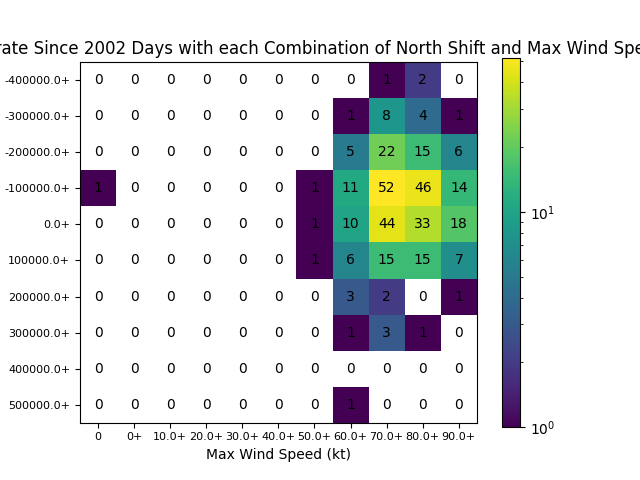 rate Since 2002 Days with each Combination of North Shift and Max Wind Spe
-400000.0+ 0 0 0 0 0 0 0 0 1 2 0
-300000.0+ 0 0 0 0 0 0 0 1 8 4 1
-200000.0+ 0 0 0 0 0 0 0 5 22 15 6
-100000.0+ 1 0 0 0 0 0 1 11 52 46 14
0.0+ 0 0 0 0 0 0 1 10 44 33 18
100000.0+ 0 0 0 0 0 0 1 6 15 15 7
200000.0+ 0 0 0 0 0 0 0 3 2 0 1
300000.0+ 0 0 0 0 0 0 0 1 3 1 0
400000.0+ 0 0 0 0 0 0 0 0 0 0 0
500000.0+ 0 0 0 0 0 0 0 1 0 0 0
0 0+ 10.0+ 20.0+ 30.0+ 40.0+ 50.0+ 60.0+ 70.0+ 80.0+ 90.0+
Max Wind Speed (kt)
10¹
10⁰